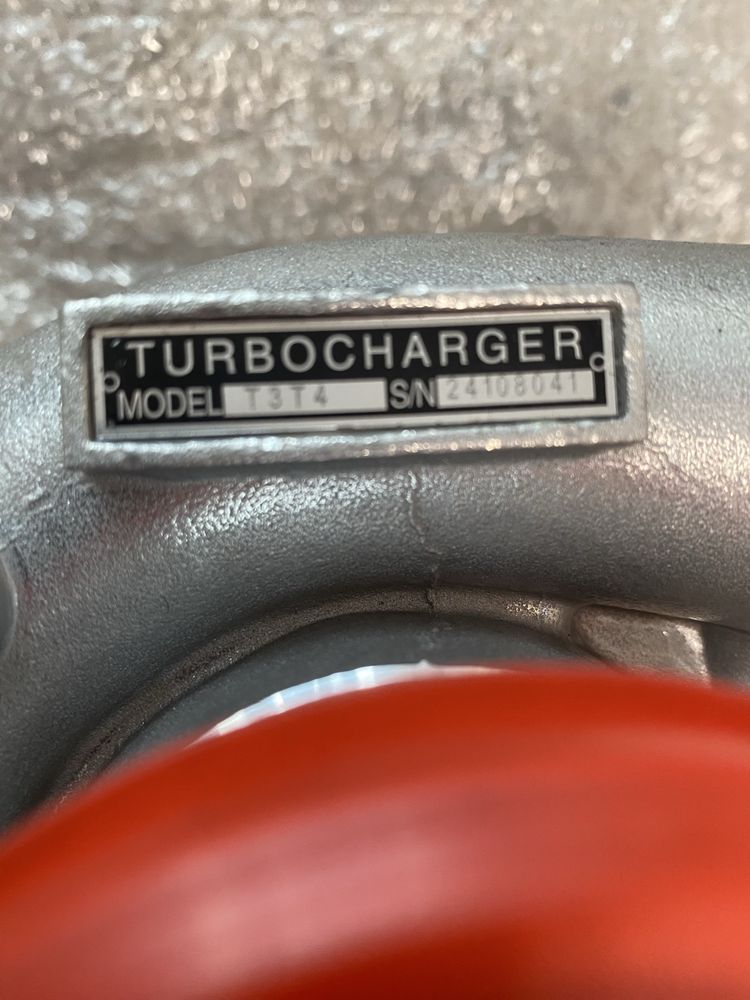 TURBOCHARGER
MODEL T3T4 S/N 24108041